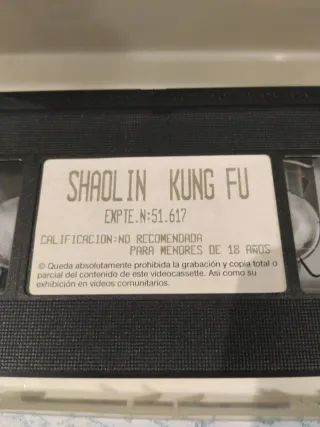 SHAOLIN KUNG FU
EXPTE.N:51.617
CALIFICACION:NO RECOMENDADA
PARA MENORES DE 18 AÑOS
© Queda absolutamente prohibida la grabación y copia total o
parcial del contenido de este videocassette. Asi como su
exhibición en videos comunitarios.